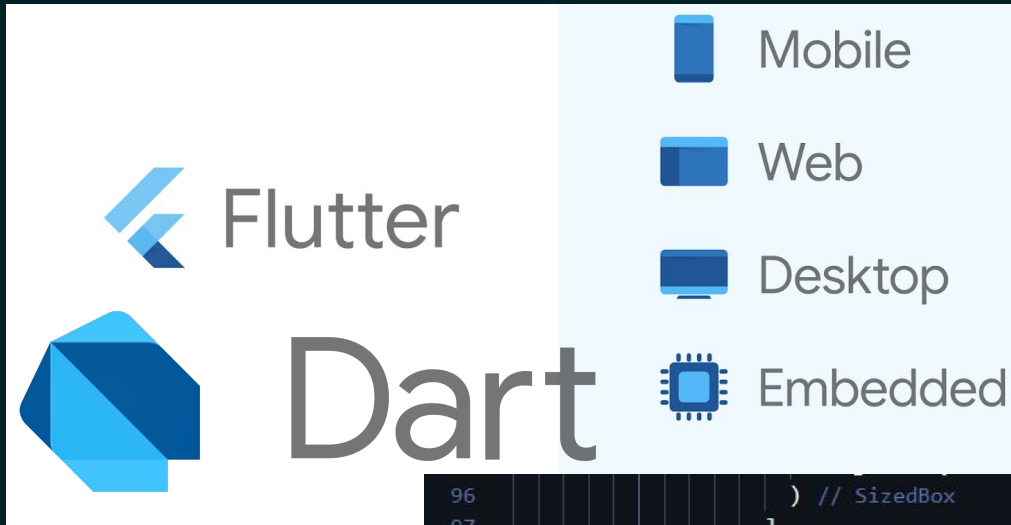 Mobile
Web
Flutter
Desktop
Dart
Embedded
96 ) // SizedBox